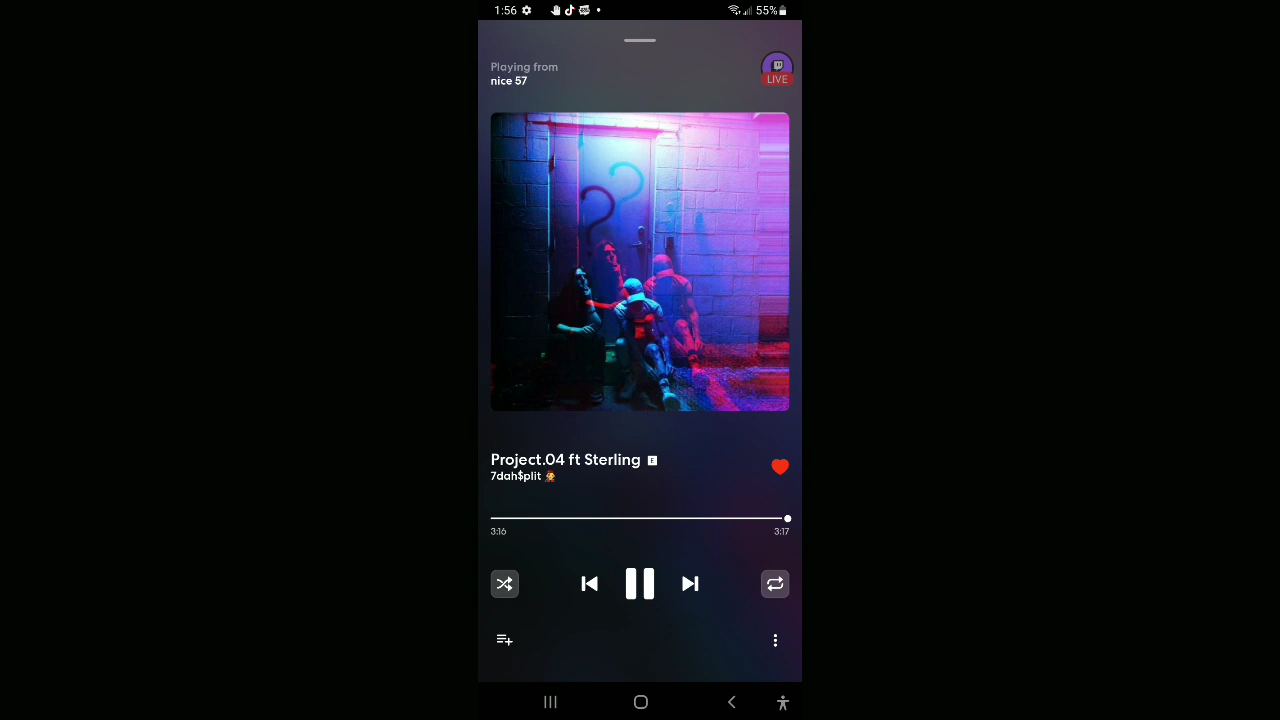 1:56
55%
Playing from
nice 57
LIVE
??
Project.04 ft Sterling E
7dah$plit
3:16
3:17